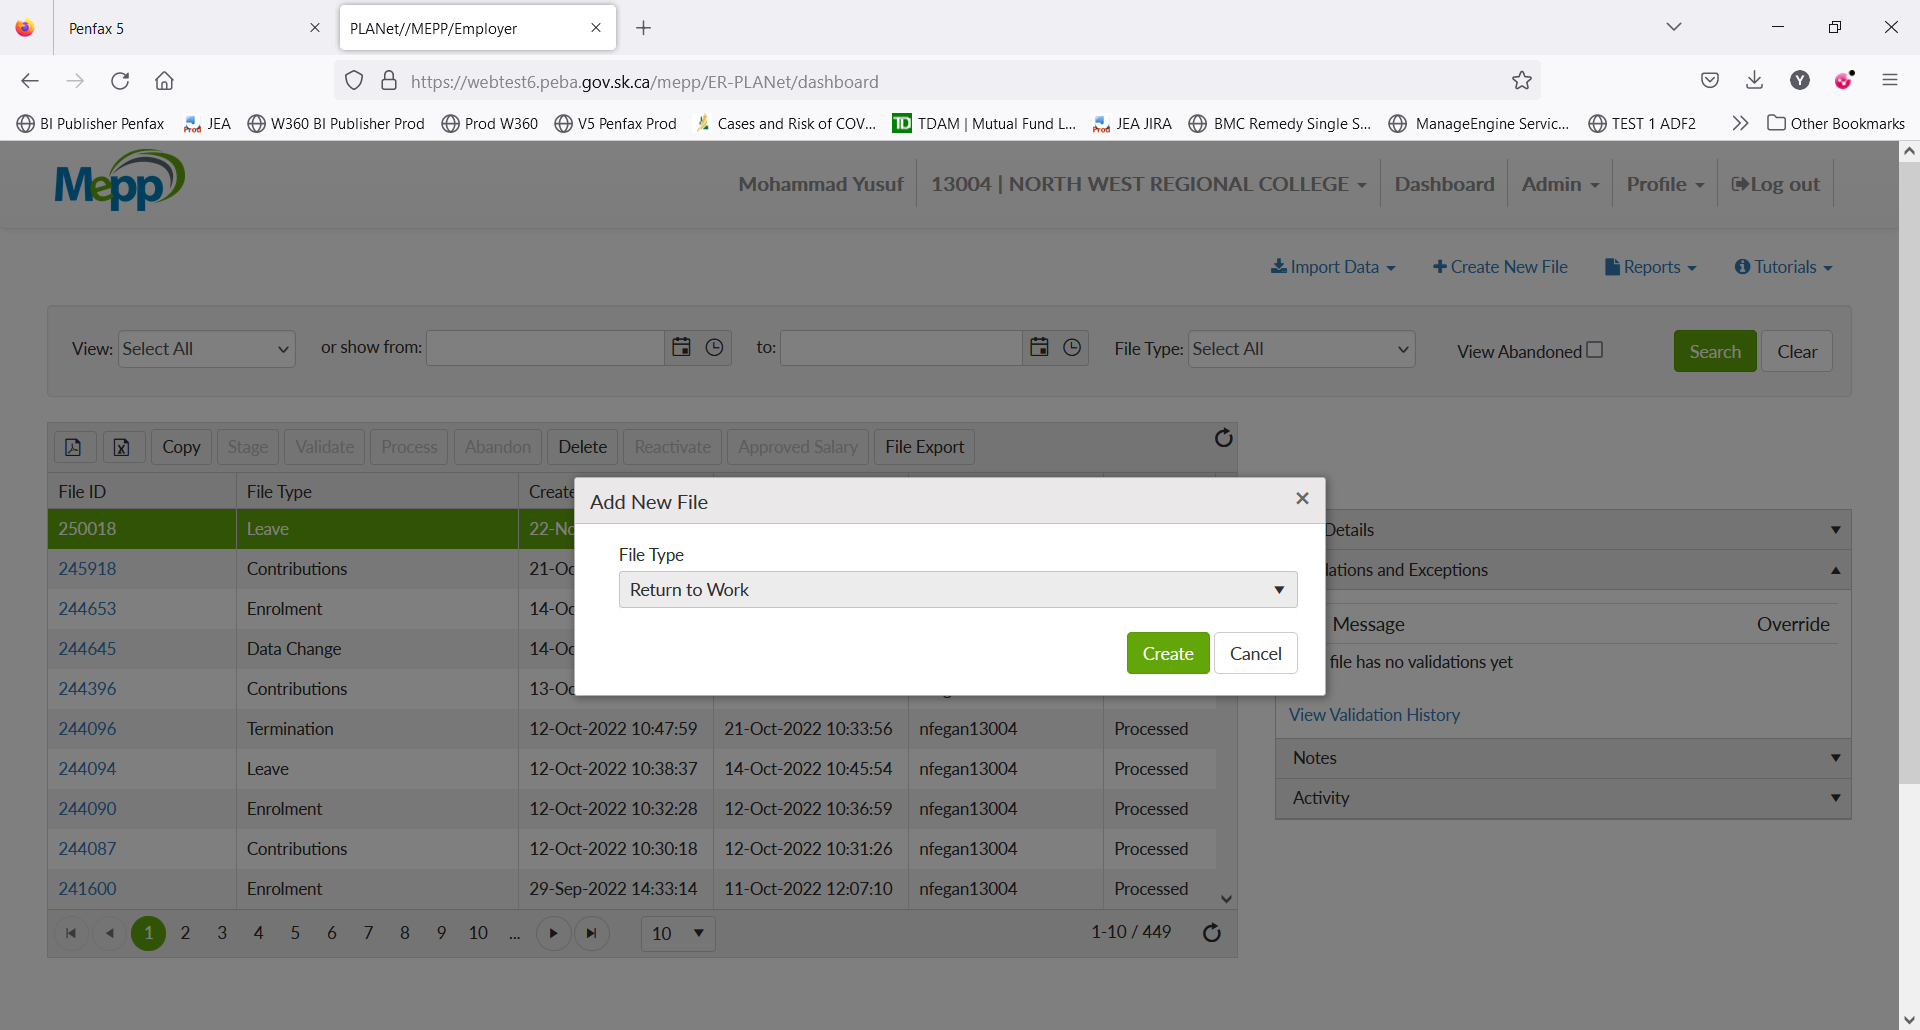 Penfax 5
PLANet//MEPP/Employer
https://webtest6.peba.gov.sk.ca/mepp/ER-PLANet/dashboard
BI Publisher Penfax
JEA
W360 BI Publisher Prod
Prod W360
V5 Penfax Prod
Cases and Risk of COV...
TD TDAM | Mutual Fund L...
JEA JIRA
BMC Remedy Single S...
ManageEngine Servic...
TEST 1 ADF2
Other Bookmarks
Mepp
Mohammad Yusuf
13004 | NORTH WEST REGIONAL COLLEGE
Dashboard
Admin
Profile
Log out
Import Data
Create New File
Reports
Tutorials
View: Select All
or show from:
to:
File Type: Select All
View Abandoned
Search
Clear
Copy
Stage
Validate
Process
Abandon
Delete
Reactivate
Approved Salary
File Export
File ID File Type Create
250018 Leave 22-No
245918 Contributions 21-Oc
244653 Enrolment 14-Oc
244645 Data Change 14-Oc
244396 Contributions 13-Oc
244096 Termination 12-Oct-2022 10:47:59 21-Oct-2022 10:33:56 nfegan13004 Processed
244094 Leave 12-Oct-2022 10:38:37 14-Oct-2022 10:45:54 nfegan13004 Processed
244090 Enrolment 12-Oct-2022 10:32:28 12-Oct-2022 10:36:59 nfegan13004 Processed
244087 Contributions 12-Oct-2022 10:30:18 12-Oct-2022 10:31:26 nfegan13004 Processed
241600 Enrolment 29-Sep-2022 14:33:14 11-Oct-2022 12:07:10 nfegan13004 Processed
1 2 3 4 5 6 7 8 9 10 ...
10
1-10 / 449
Add New File
File Type
Return to Work
Create
Cancel
Details
lations and Exceptions
Message Override
file has no validations yet
View Validation History
Notes
Activity